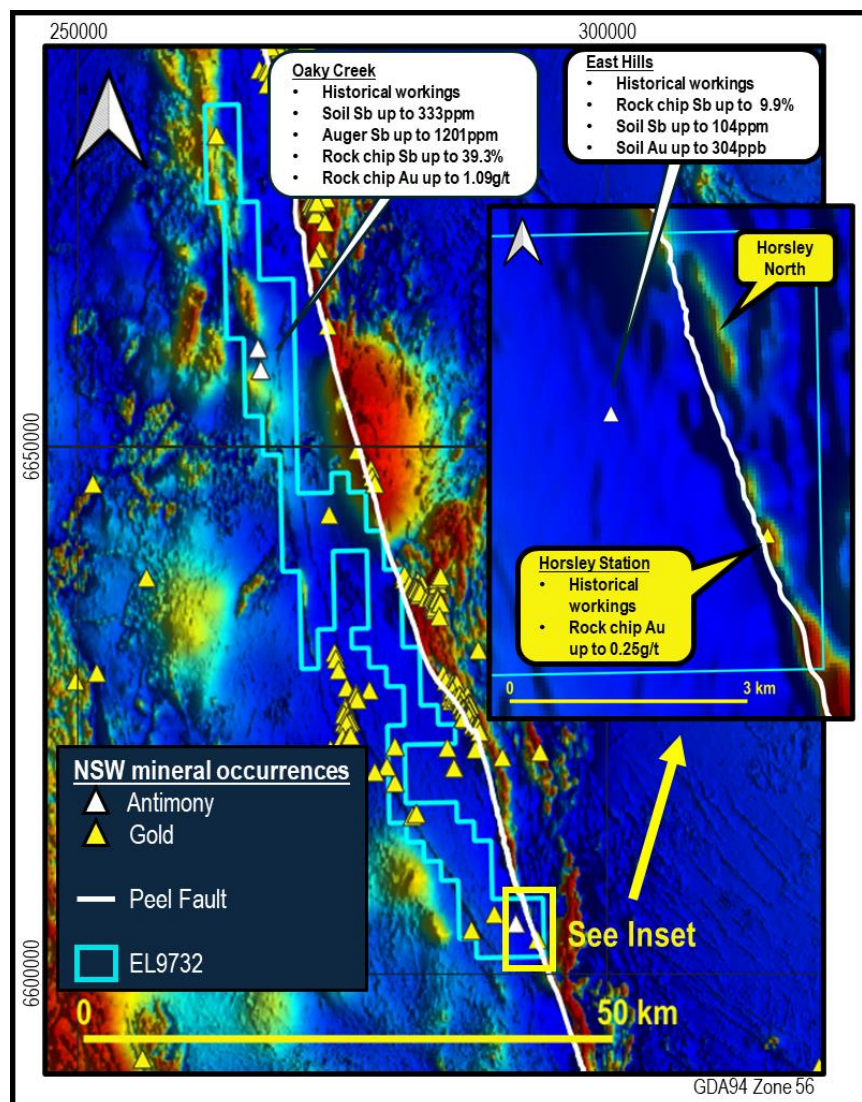 250000
300000
Oaky Creek
• Historical workings
• Soil Sb up to 333ppm
• Auger Sb up to 1201ppm
• Rock chip Sb up to 39.3%
• Rock chip Au up to 1.09g/t
East Hills
• Historical workings
• Rock chip Sb up to 9.9%
• Soil Sb up to 104ppm
• Soil Au up to 304ppb
Horsley
North
6650000
Horsley Station
• Historical
workings
• Rock chip Au
up to 0.25g/t
0
3 km
NSW mineral occurrences
Antimony
Gold
Peel Fault
EL9732
See Inset
6600000
0
50 km
GDA94 Zone 56